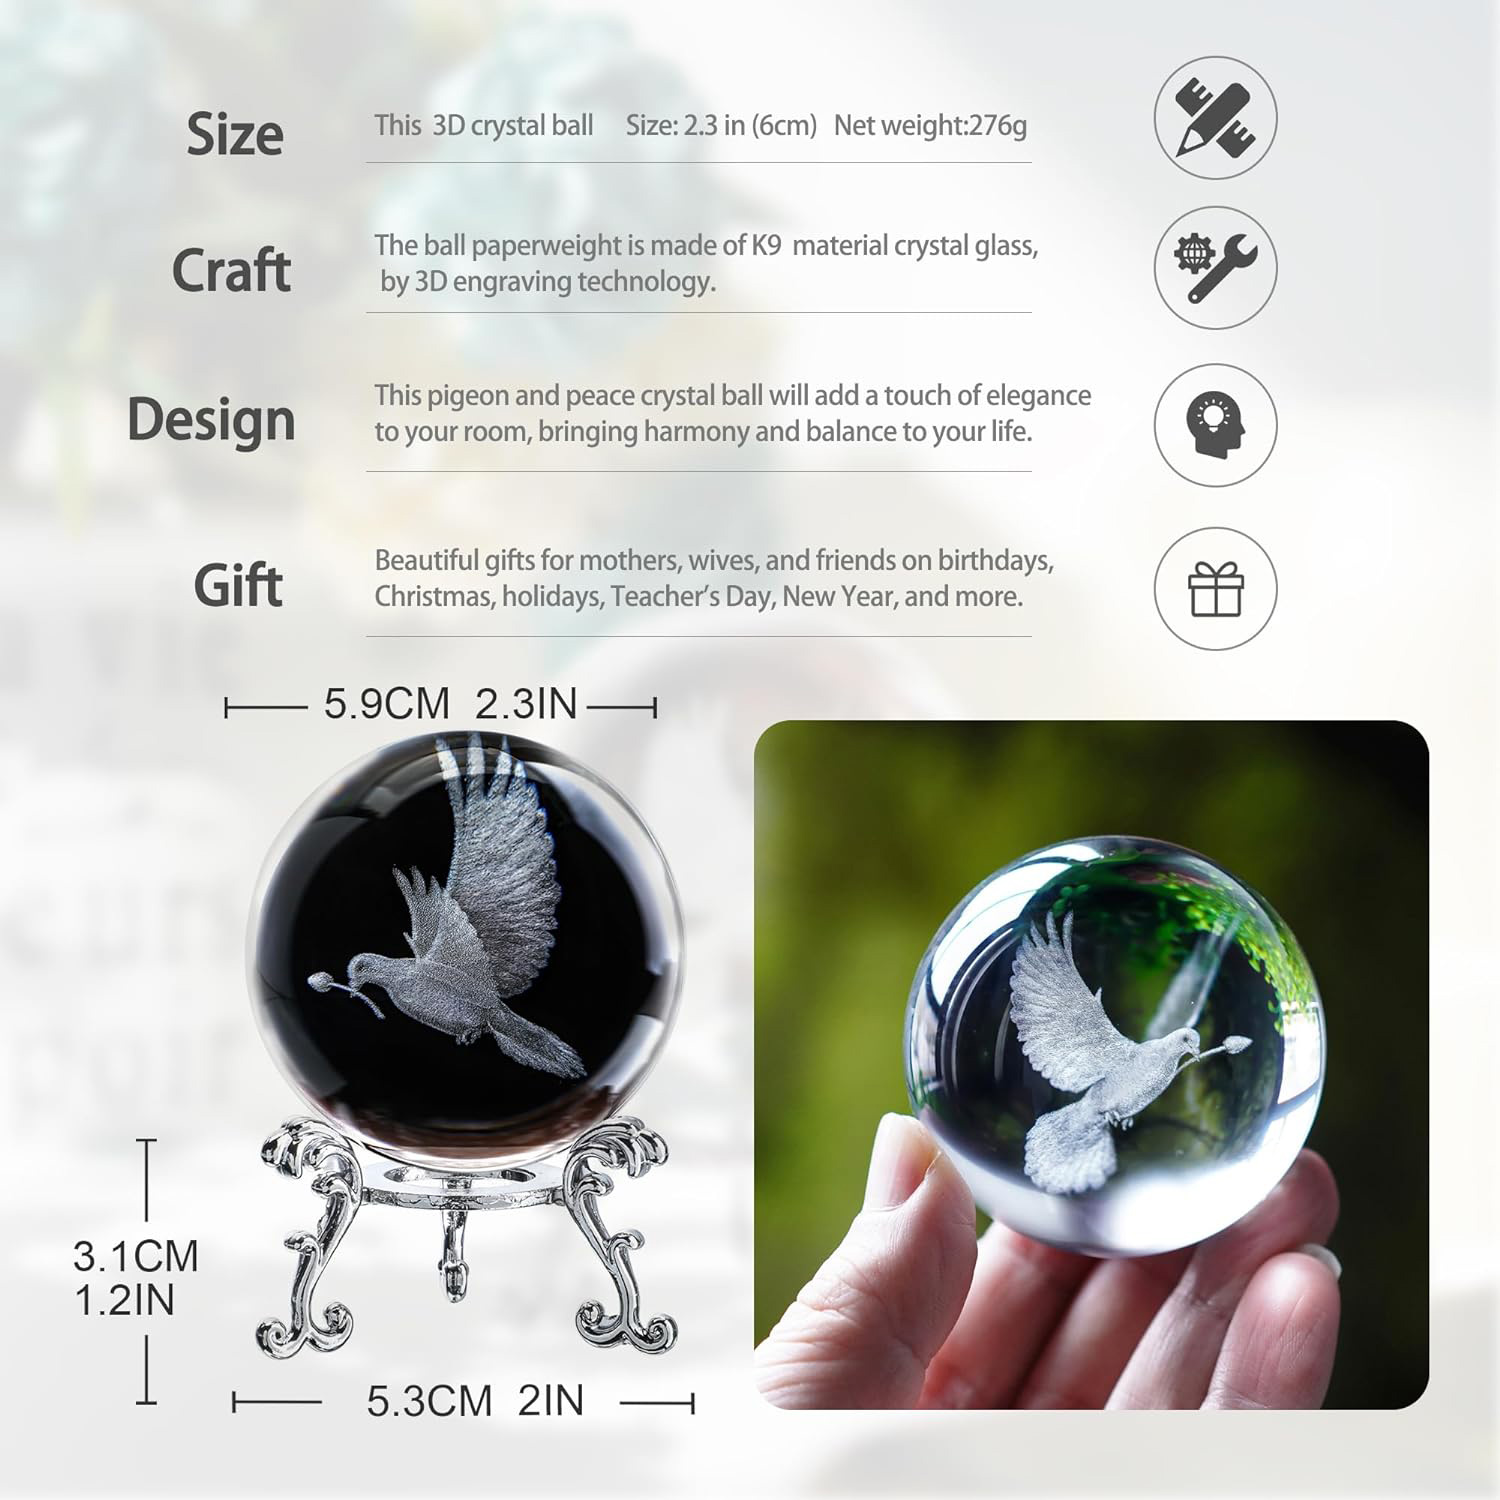 Size
This 3D crystal ball Size: 2.3 in (6cm) Net weight:276g
Craft
The ball paperweight is made of K9 material crystal glass,
by 3D engraving technology.
Design
This pigeon and peace crystal ball will add a touch of elegance
to your room, bringing harmony and balance to your life.
Gift
Beautiful gifts for mothers, wives, and friends on birthdays,
Christmas, holidays, Teacher's Day, New Year, and more.
5.9CM 2.3IN
3.1CM
1.2IN
5.3CM 2IN